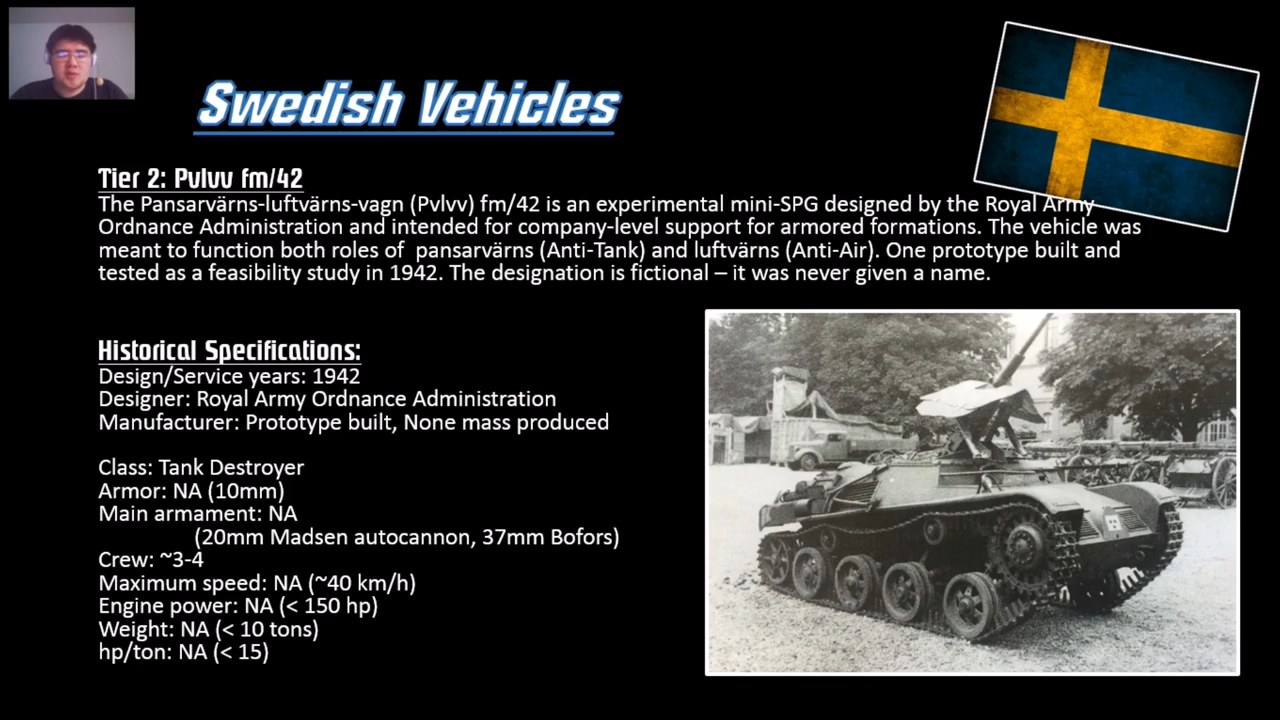 Swedish Vehicles
Tier 2: Pvlvv fm/42
The Pansarvärns-luftvärns-vagn (Pvlvv) fm/42 is an experimental mini-SPG designed by the Royal Army
Ordnance Administration and intended for company-level support for armored formations. The vehicle was
meant to function both roles of  pansarvärns (Anti-Tank) and luftvärns (Anti-Air). One prototype built and
tested as a feasibility study in 1942. The designation is fictional – it was never given a name.
Historical Specifications:
Design/Service years: 1942
Designer: Royal Army Ordnance Administration
Manufacturer: Prototype built, None mass produced
Class: Tank Destroyer
Armor: NA (10mm)
Main armament: NA
(20mm Madsen autocannon, 37mm Bofors)
Crew: ~3-4
Maximum speed: NA (~40 km/h)
Engine power: NA (< 150 hp)
Weight: NA (< 10 tons)
hp/ton: NA (< 15)